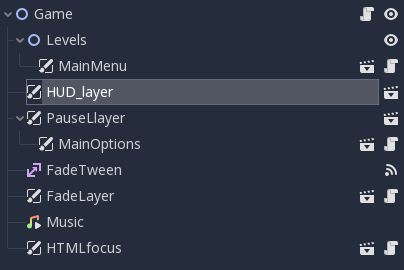 Game
Levels
MainMenu
HUD_layer
PauseLlayer
MainOptions
FadeTween
FadeLayer
Music
HTMLfocus